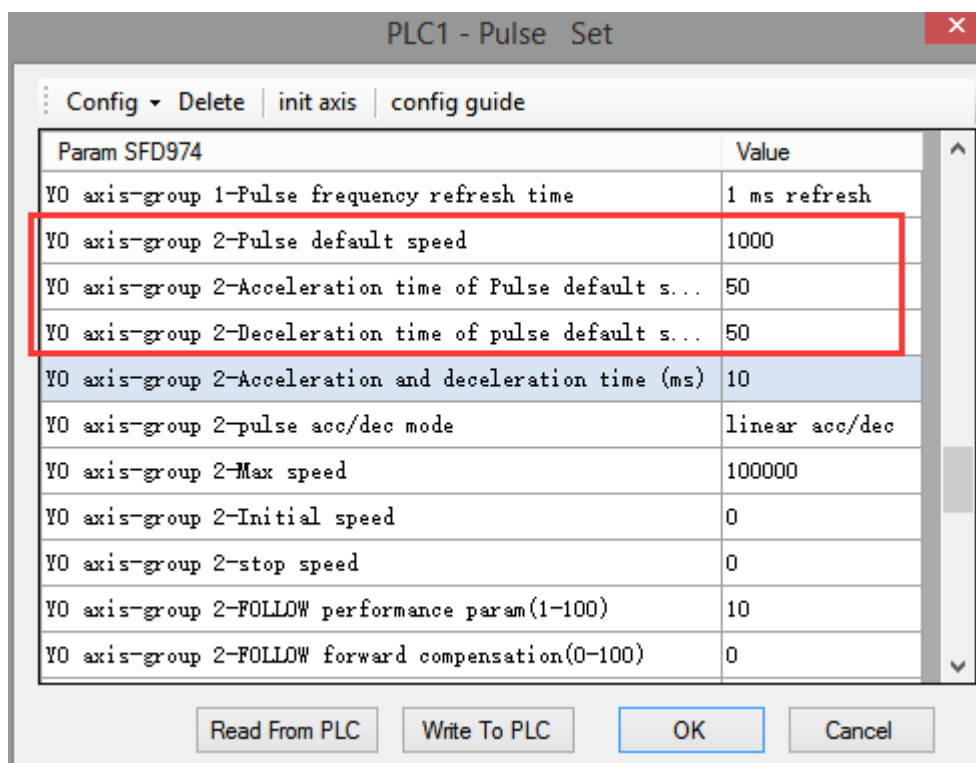 PLC1 - Pulse Set
Config Delete init axis config guide
Param SFD974 Value
Y0 axis-group 1-Pulse frequency refresh time 1 ms refresh
Y0 axis-group 2-Pulse default speed 1000
Y0 axis-group 2-Acceleration time of Pulse default s... 50
Y0 axis-group 2-Deceleration time of pulse default s... 50
Y0 axis-group 2-Acceleration and deceleration time (ms) 10
Y0 axis-group 2-pulse acc/dec mode linear acc/dec
Y0 axis-group 2-Max speed 100000
Y0 axis-group 2-Initial speed 0
Y0 axis-group 2-stop speed 0
Y0 axis-group 2-FOLLOW performance param(1-100) 10
Y0 axis-group 2-FOLLOW forward compensation(0-100) 0
Read From PLC Write To PLC OK Cancel